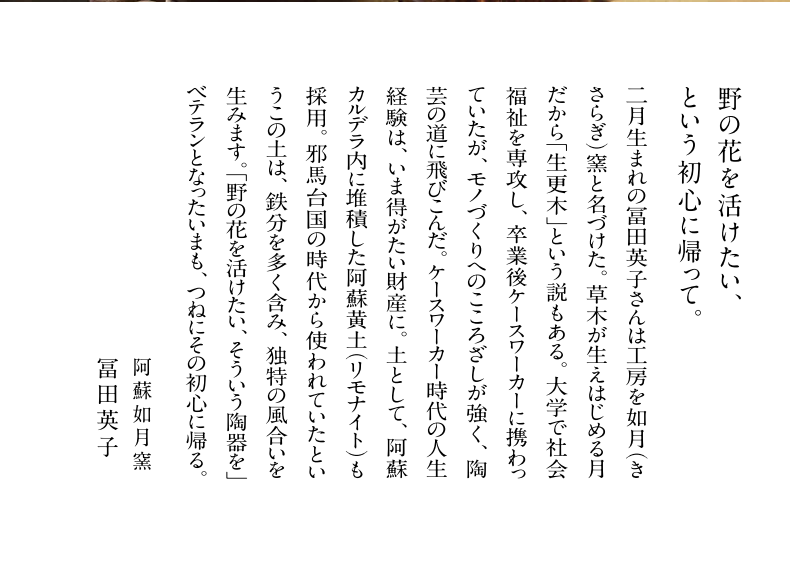 野の花を活けたい、
という初心に帰って。
二月生まれの冨田英子さんは工房を如月（き
さらぎ）窯と名づけた。草木が生えはじめる月
だから「生更木」という説もある。大学で社会
福祉を専攻し、卒業後ケースワーカーに携わっ
ていたが、モノづくりへのこころざしが強く、陶
芸の道に飛びこんだ。ケースワーカー時代の人生
経験は、いま得がたい財産に。土として、阿蘇
カルデラ内に堆積した阿蘇黄土（リモナイト）も
採用。邪馬台国の時代から使われていたとい
うこの土は、鉄分を多く含み、独特の風合いを
生みます。「野の花を活けたい、そういう陶器を」
ベテランとなったいまも、つねにその初心に帰る。
阿蘇如月窯
冨田英子